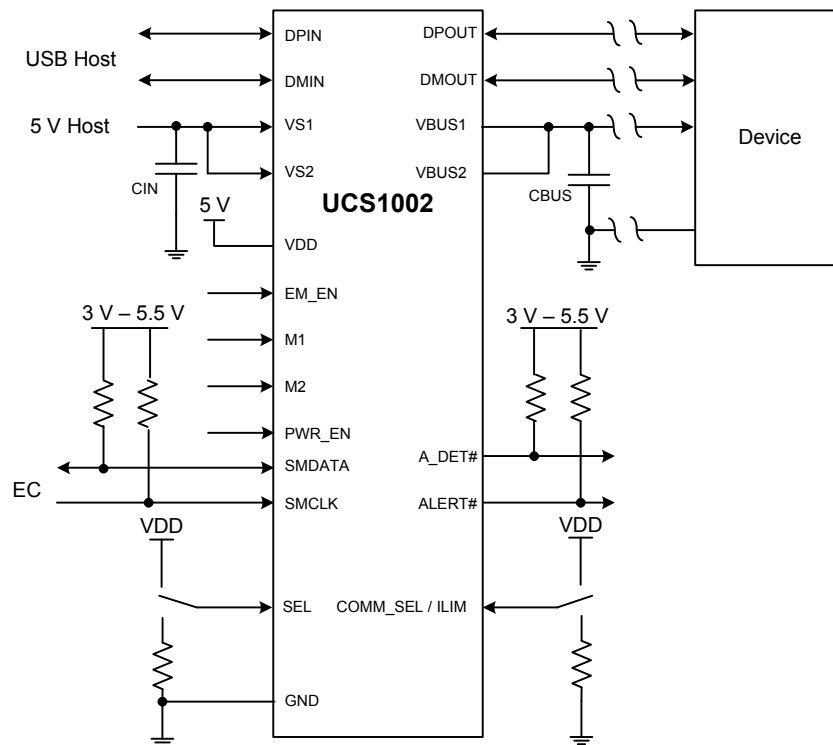 USB Host
5 V Host
CIN
5 V
3 V – 5.5 V
EC
VDD
DPIN
DMIN
VS1
VS2
VDD
EM_EN
M1
M2
PWR_EN
SMDATA
SMCLK
SEL
GND
UCS1002
DPOUT
DMOUT
VBUS1
VBUS2
A_DET#
ALERT#
COMM_SEL / ILIM
CBUS
3 V – 5.5 V
VDD
Device